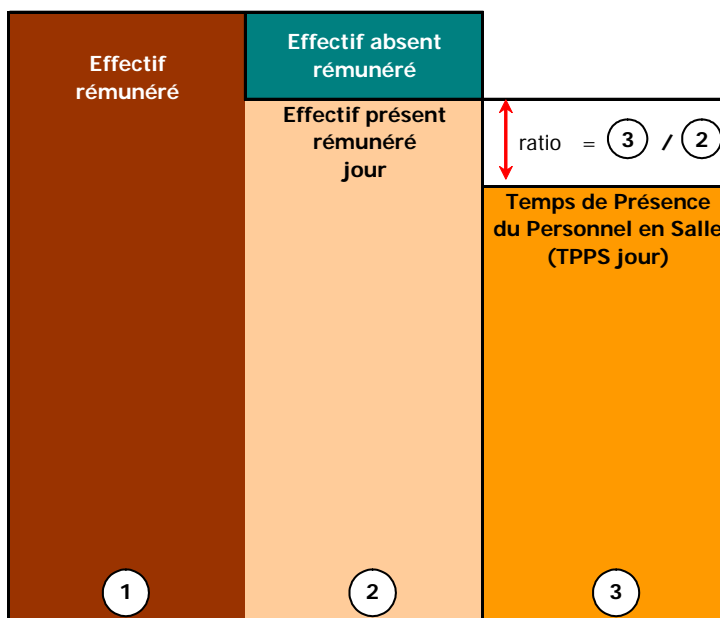 Effectif
rémunéré
Effectif absent
rémunéré
Effectif présent
rémunéré
jour
ratio = 3 / 2
Temps de Présence
du Personnel en Salle
(TPPS jour)
1
2
3